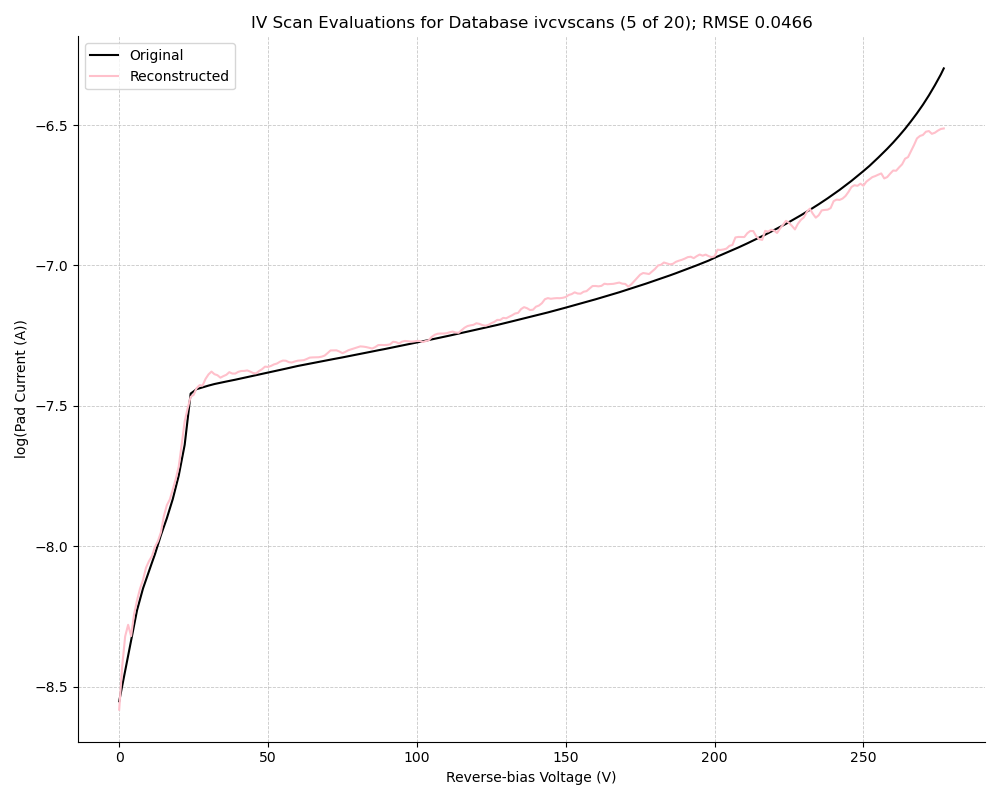 IV Scan Evaluations for Database ivcvscans (5 of 20); RMSE 0.0466
Original
Reconstructed
−6.5
−7.0
−7.5
−8.0
−8.5
log(Pad Current (A))
0 50 100 150 200 250
Reverse-bias Voltage (V)